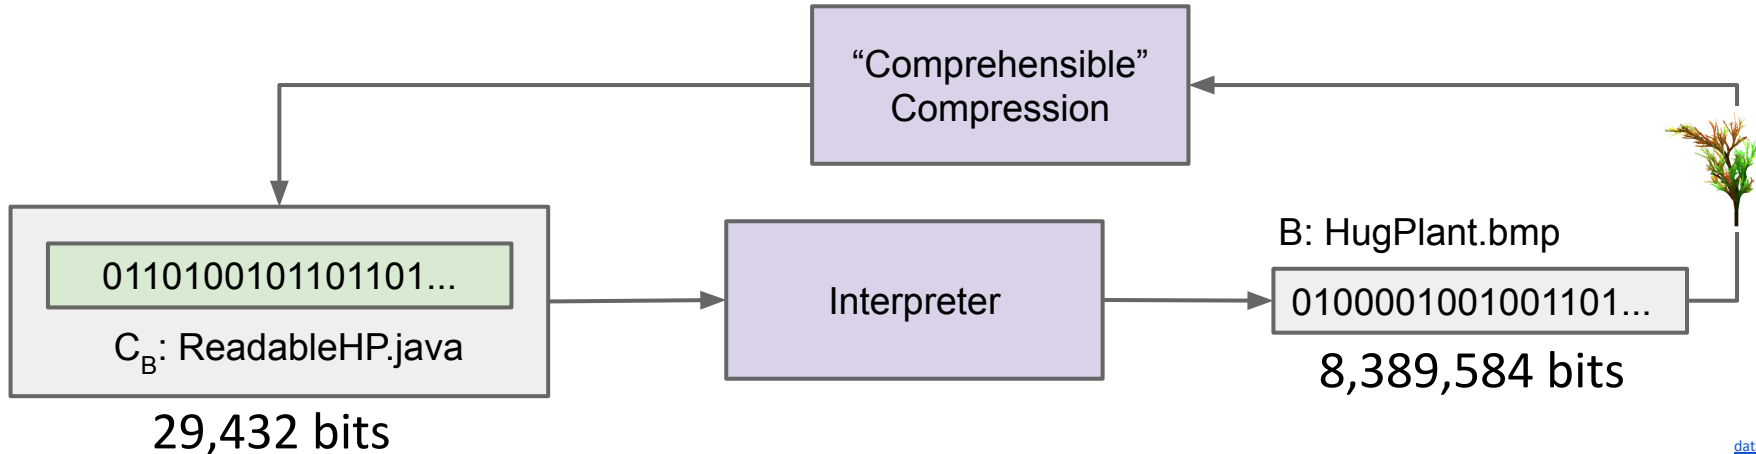 “Comprehensible”
Compression
0110100101101101...
C_B: ReadableHP.java
29,432 bits
Interpreter
B: HugPlant.bmp
0100001001001101...
8,389,584 bits
dat